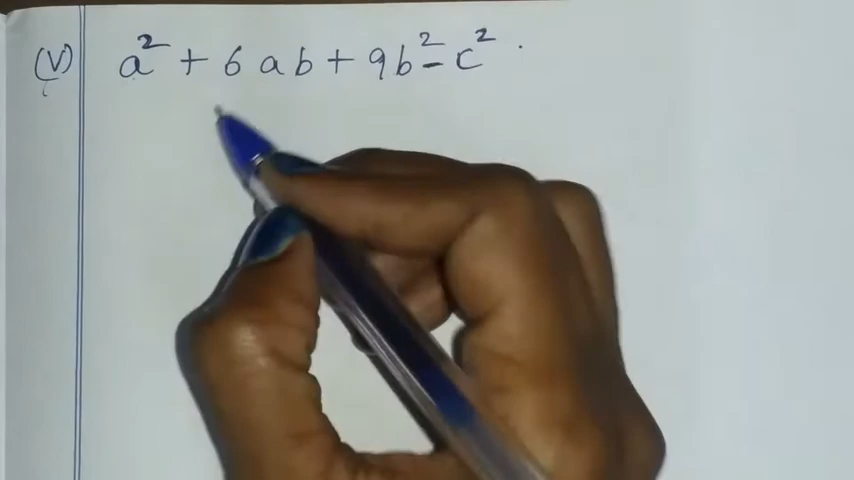 (V) a² + 6ab + 9b² - c².